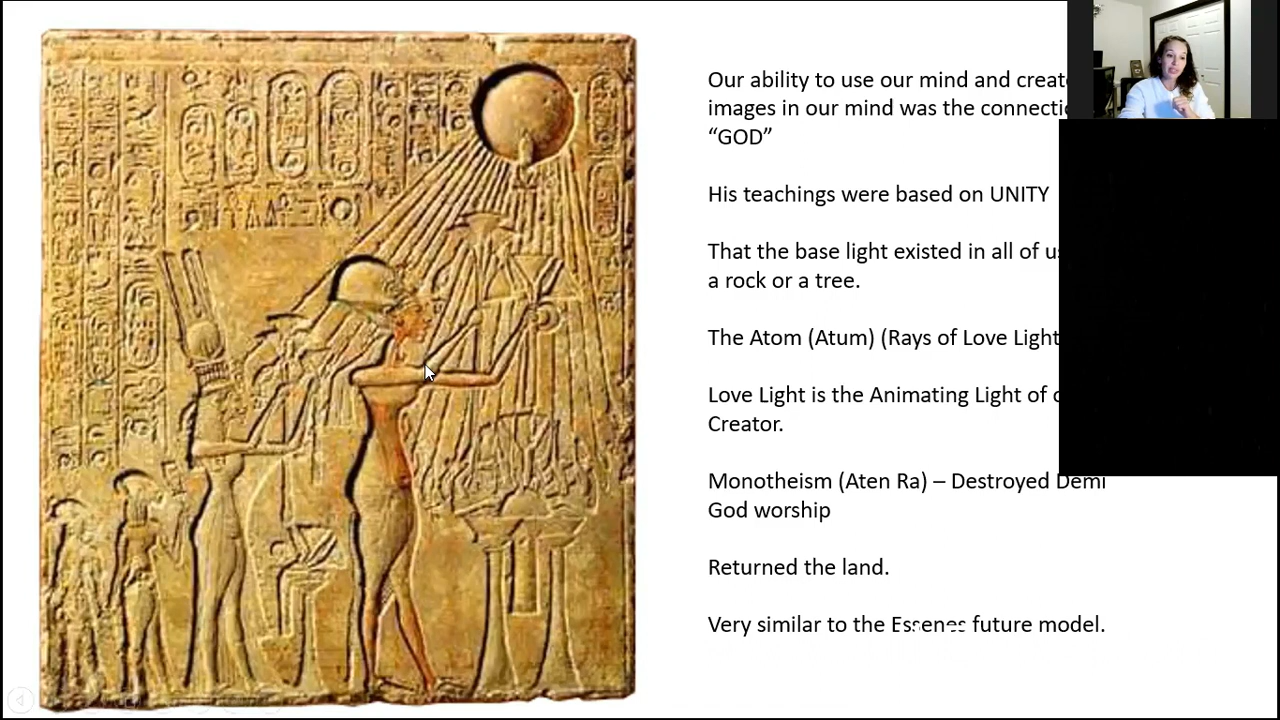 Our ability to use our mind and create
images in our mind was the
“GOD”
His teachings were based on UNITY
That the base light existed in all of
a rock or a tree.
The Atom (Atum) (Rays of Love Light
Love Light is the Animating Light of
Creator.
Monotheism (Aten Ra) – Destroyed Demi
God worship
Returned the land.
Very similar to the Essenes future model.